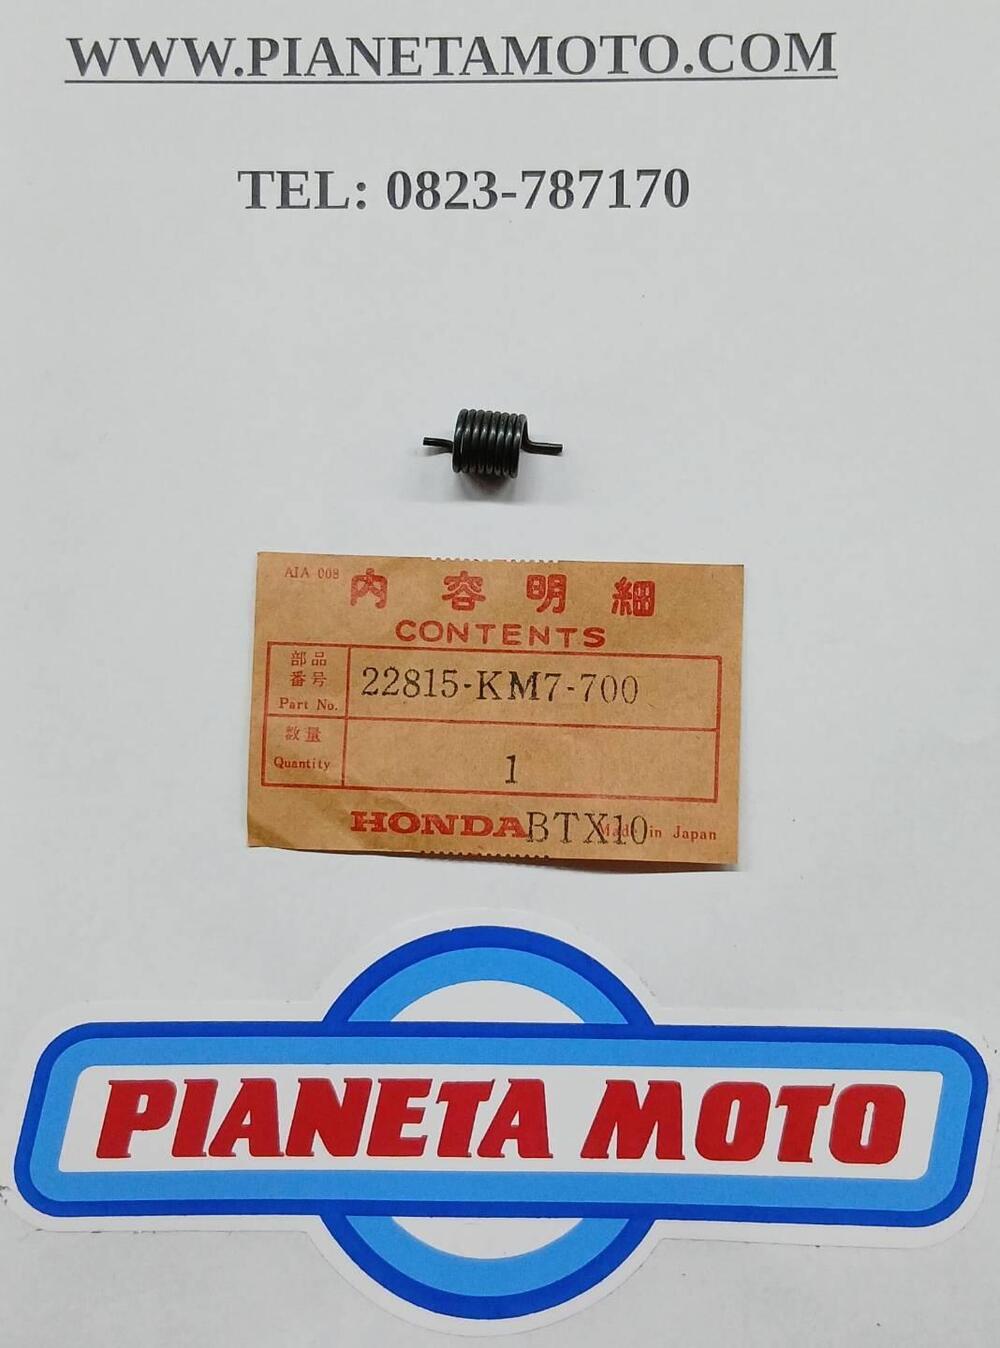 WWW.PIANETAMOTO.COM
TEL: 0823-787170
AIA 008
内容明細
CONTENTS
部品
番号
Part No.
22815-KM7-700
数量
Quantity
1
HONDA BTX10 Made in Japan
PIANETA MOTO